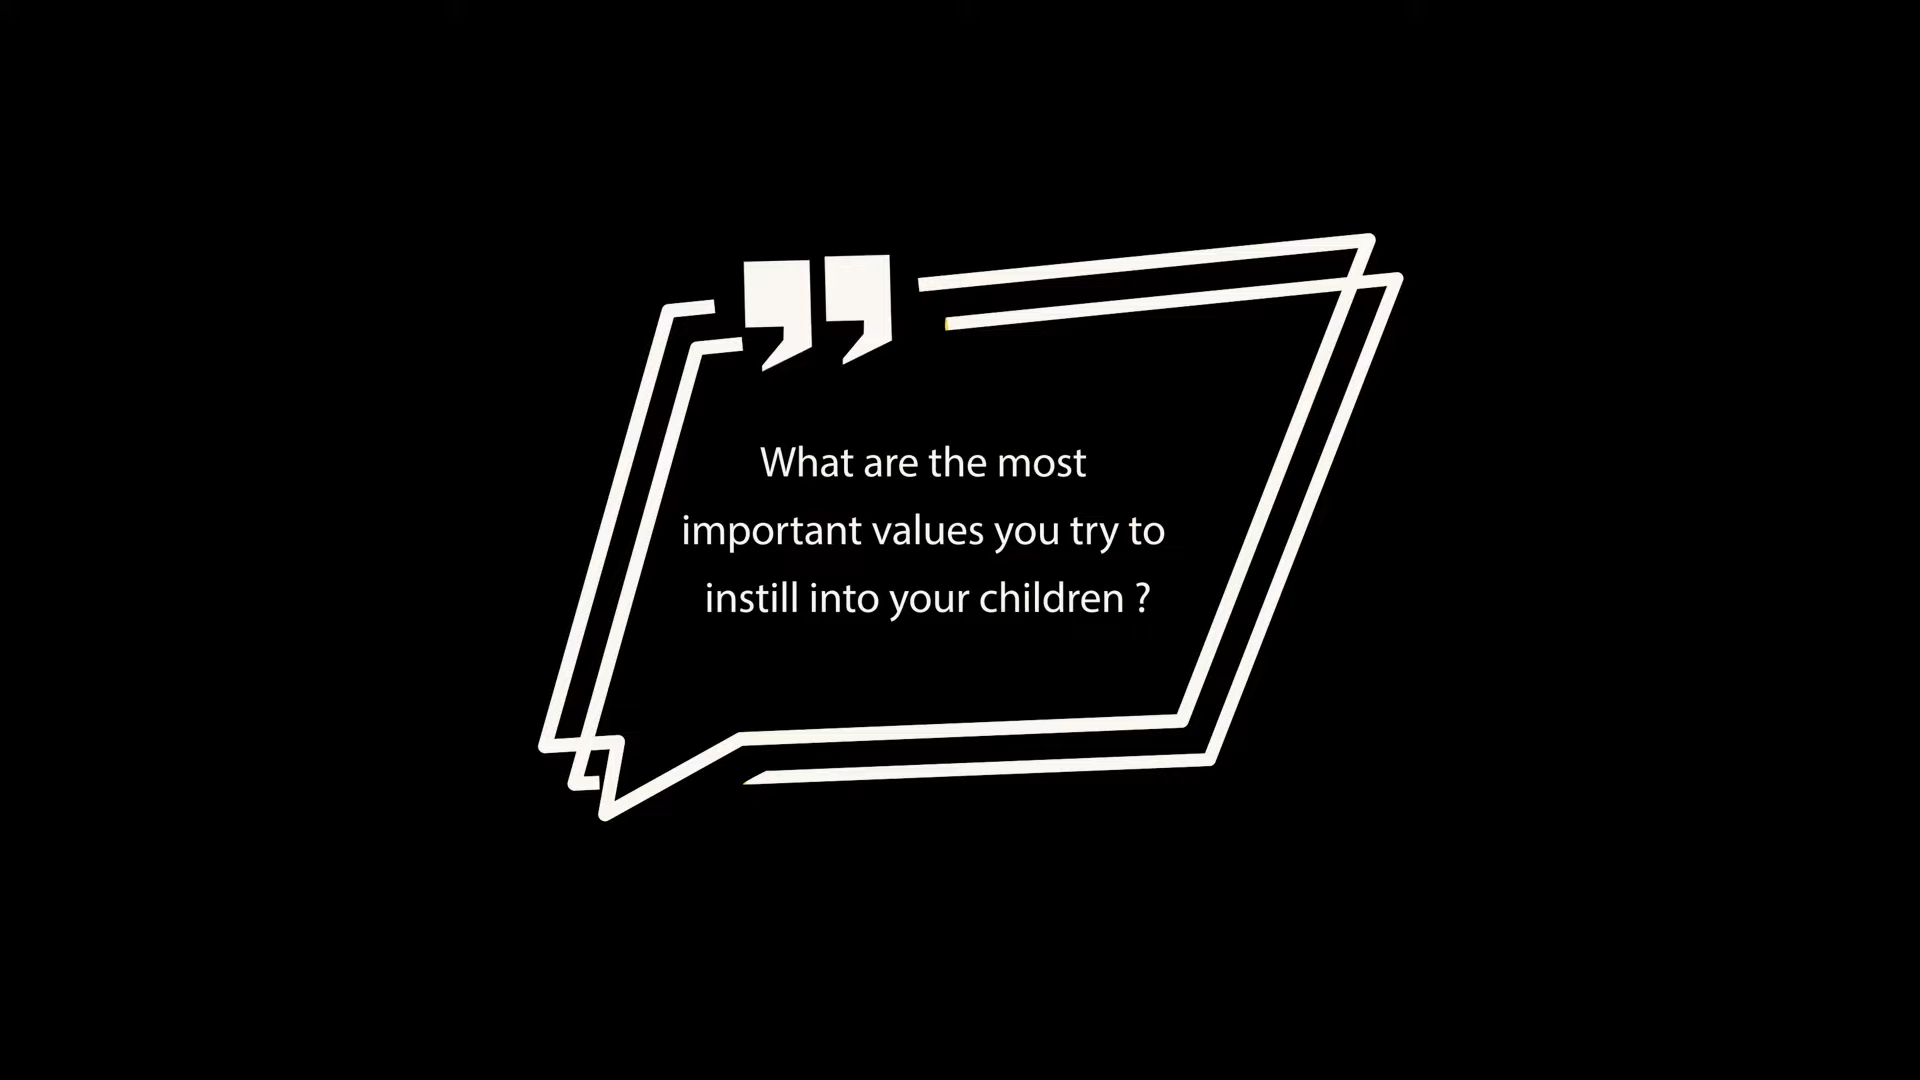 What are the most
important values you try to
instill into your children ?